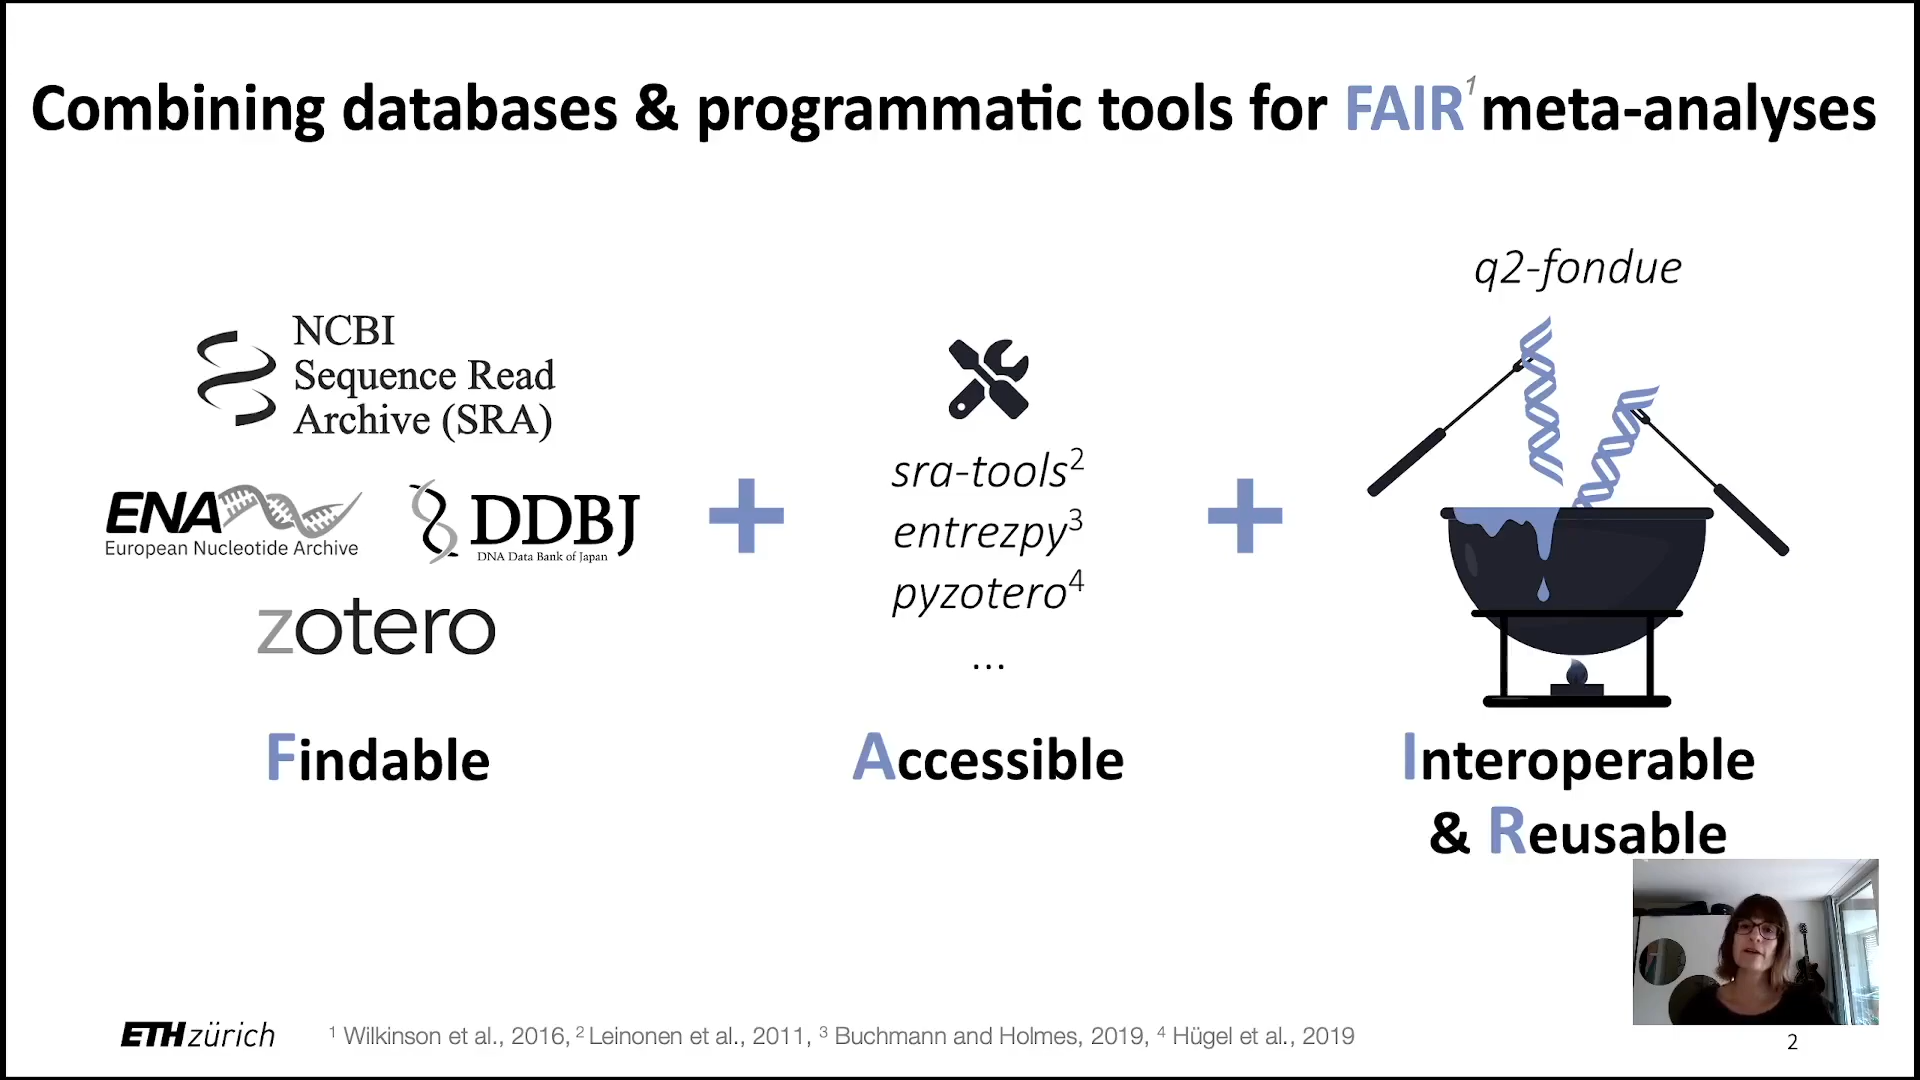 Combining databases & programmatic tools for FAIR¹ meta-analyses
q2-fondue
NCBI
Sequence Read
Archive (SRA)
ENA
European Nucleotide Archive
DDBJ
DNA Data Bank of Japan
zotero
+
sra-tools²
entrezpy³
pyzotero⁴
...
+
Findable
Accessible
Interoperable
& Reusable
ETH zürich
¹ Wilkinson et al., 2016, ² Leinonen et al., 2011, ³ Buchmann and Holmes, 2019, ⁴ Hügel et al., 2019
2